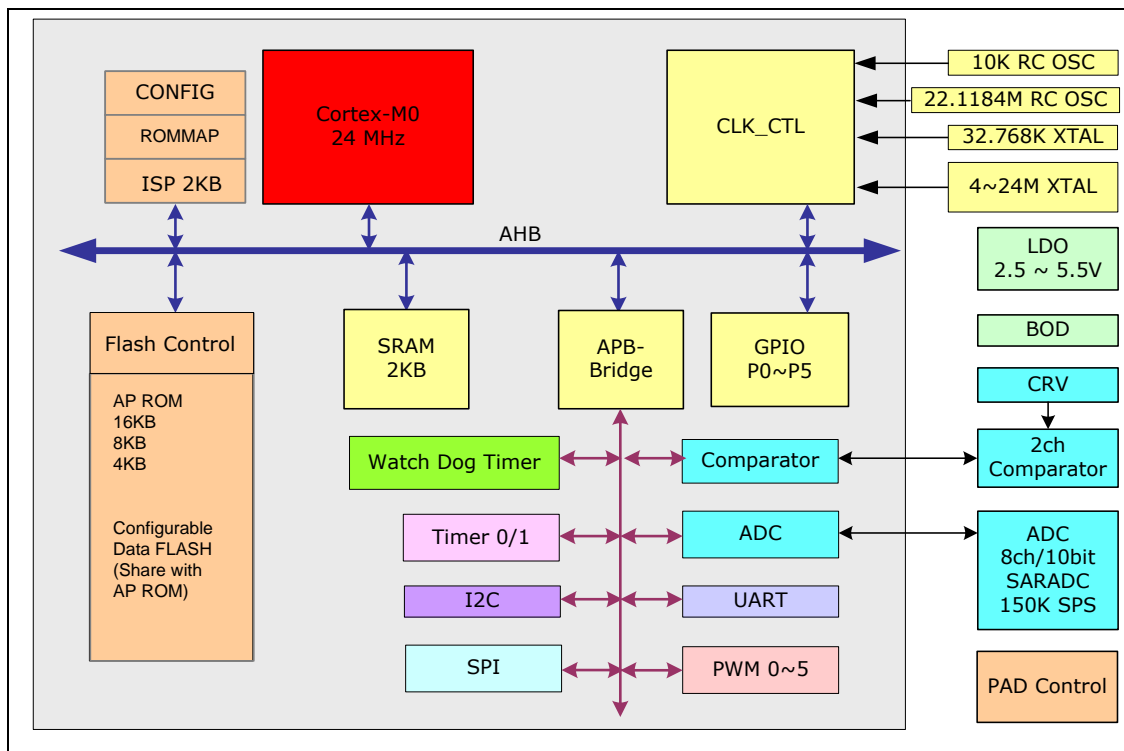 CONFIG
ROMMAP
ISP 2KB
Cortex-M0
24 MHz
CLK_CTL
10K RC OSC
22.1184M RC OSC
32.768K XTAL
4~24M XTAL
AHB
LDO
2.5 ~ 5.5V
BOD
Flash Control
AP ROM
16KB
8KB
4KB
Configurable
Data FLASH
(Share with
AP ROM)
SRAM
2KB
APB-
Bridge
GPIO
P0~P5
CRV
Watch Dog Timer
Comparator
2ch
Comparator
Timer 0/1
ADC
ADC
8ch/10bit
SARADC
150K SPS
I2C
UART
SPI
PWM 0~5
PAD Control